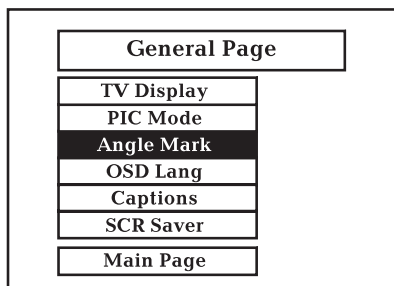 General Page
TV Display
PIC Mode
Angle Mark
OSD Lang
Captions
SCR Saver
Main Page